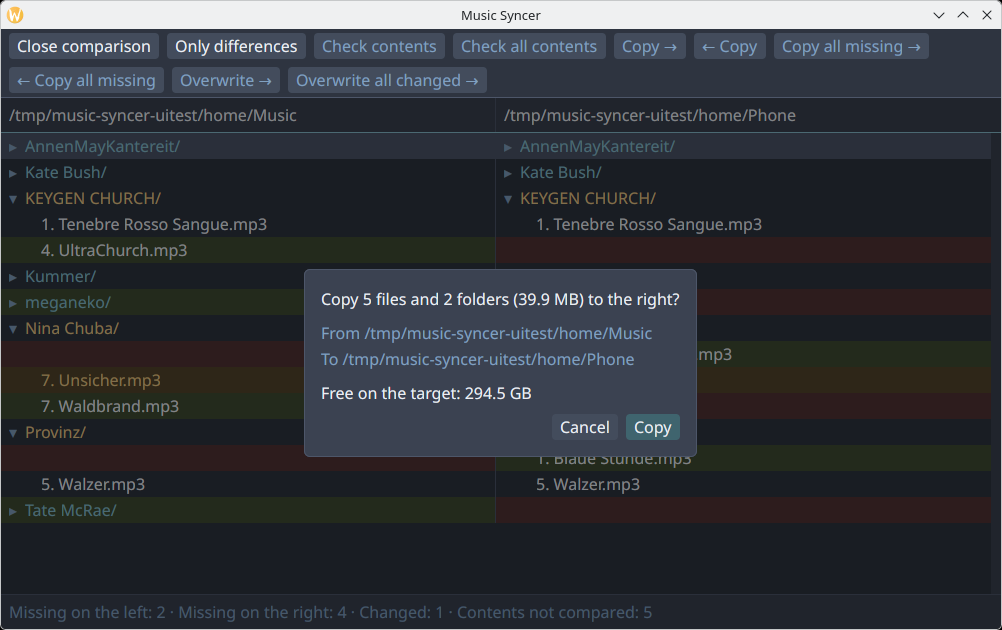 Music Syncer
Close comparison Only differences Check contents Check all contents Copy → ← Copy Copy all missing →
← Copy all missing Overwrite → Overwrite all changed →
/tmp/music-syncer-uitest/home/Music /tmp/music-syncer-uitest/home/Phone
AnnenMayKantereit/ AnnenMayKantereit/
Kate Bush/ Kate Bush/
KEYGEN CHURCH/ KEYGEN CHURCH/
1. Tenebre Rosso Sangue.mp3 1. Tenebre Rosso Sangue.mp3
4. UltraChurch.mp3
Kummer/
meganeko/
Nina Chuba/
mp3
7. Unsicher.mp3
7. Waldbrand.mp3
Provinz/
1. Blaue Stunde.mp3
5. Walzer.mp3 5. Walzer.mp3
Tate McRae/
Copy 5 files and 2 folders (39.9 MB) to the right?
From /tmp/music-syncer-uitest/home/Music
To /tmp/music-syncer-uitest/home/Phone
Free on the target: 294.5 GB
Cancel Copy
Missing on the left: 2 · Missing on the right: 4 · Changed: 1 · Contents not compared: 5